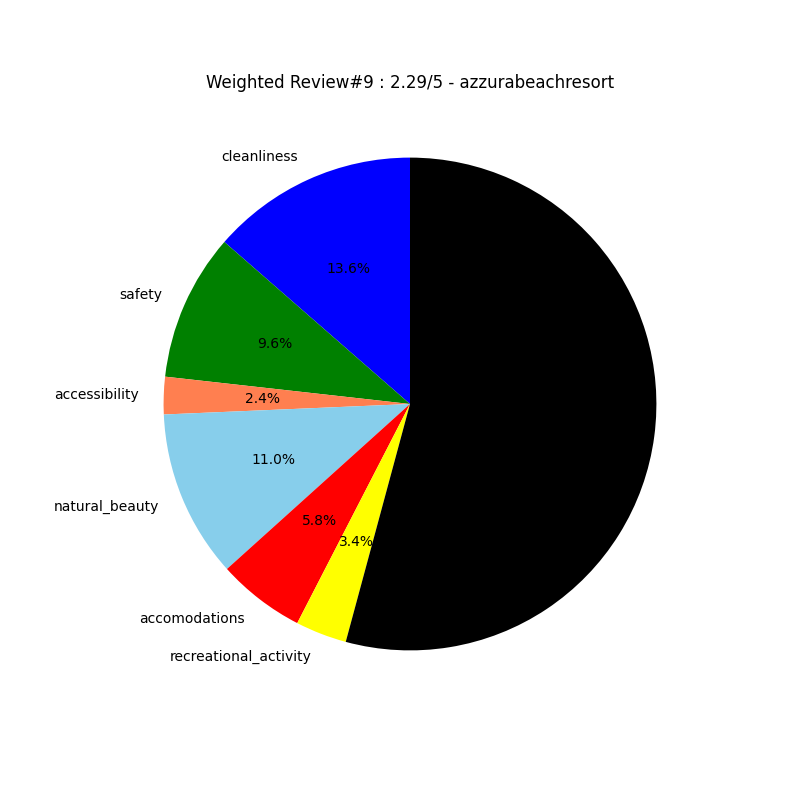 Weighted Review#9 : 2.29/5 - azzurabeachresort
cleanliness
13.6%
safety
9.6%
accessibility
2.4%
natural_beauty
11.0%
accomodations
5.8%
recreational_activity
3.4%